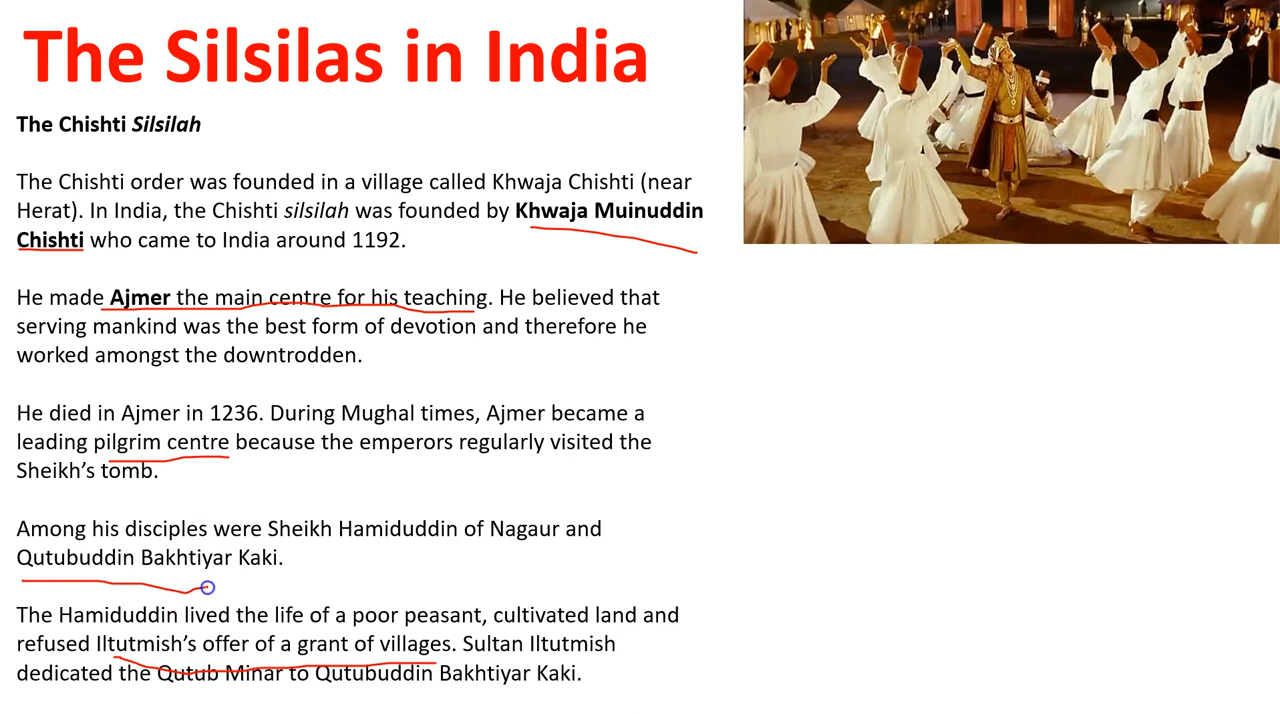 The Silsilas in India
The Chishti Silsilah
The Chishti order was founded in a village called Khwaja Chishti (near
Herat). In India, the Chishti silsilah was founded by Khwaja Muinuddin
Chishti who came to India around 1192.
He made Ajmer the main centre for his teaching. He believed that
serving mankind was the best form of devotion and therefore he
worked amongst the downtrodden.
He died in Ajmer in 1236. During Mughal times, Ajmer became a
leading pilgrim centre because the emperors regularly visited the
Sheikh’s tomb.
Among his disciples were Sheikh Hamiduddin of Nagaur and
Qutubuddin Bakhtiyar Kaki.
The Hamiduddin lived the life of a poor peasant, cultivated land and
refused Iltutmish’s offer of a grant of villages. Sultan Iltutmish
dedicated the Qutub Minar to Qutubuddin Bakhtiyar Kaki.